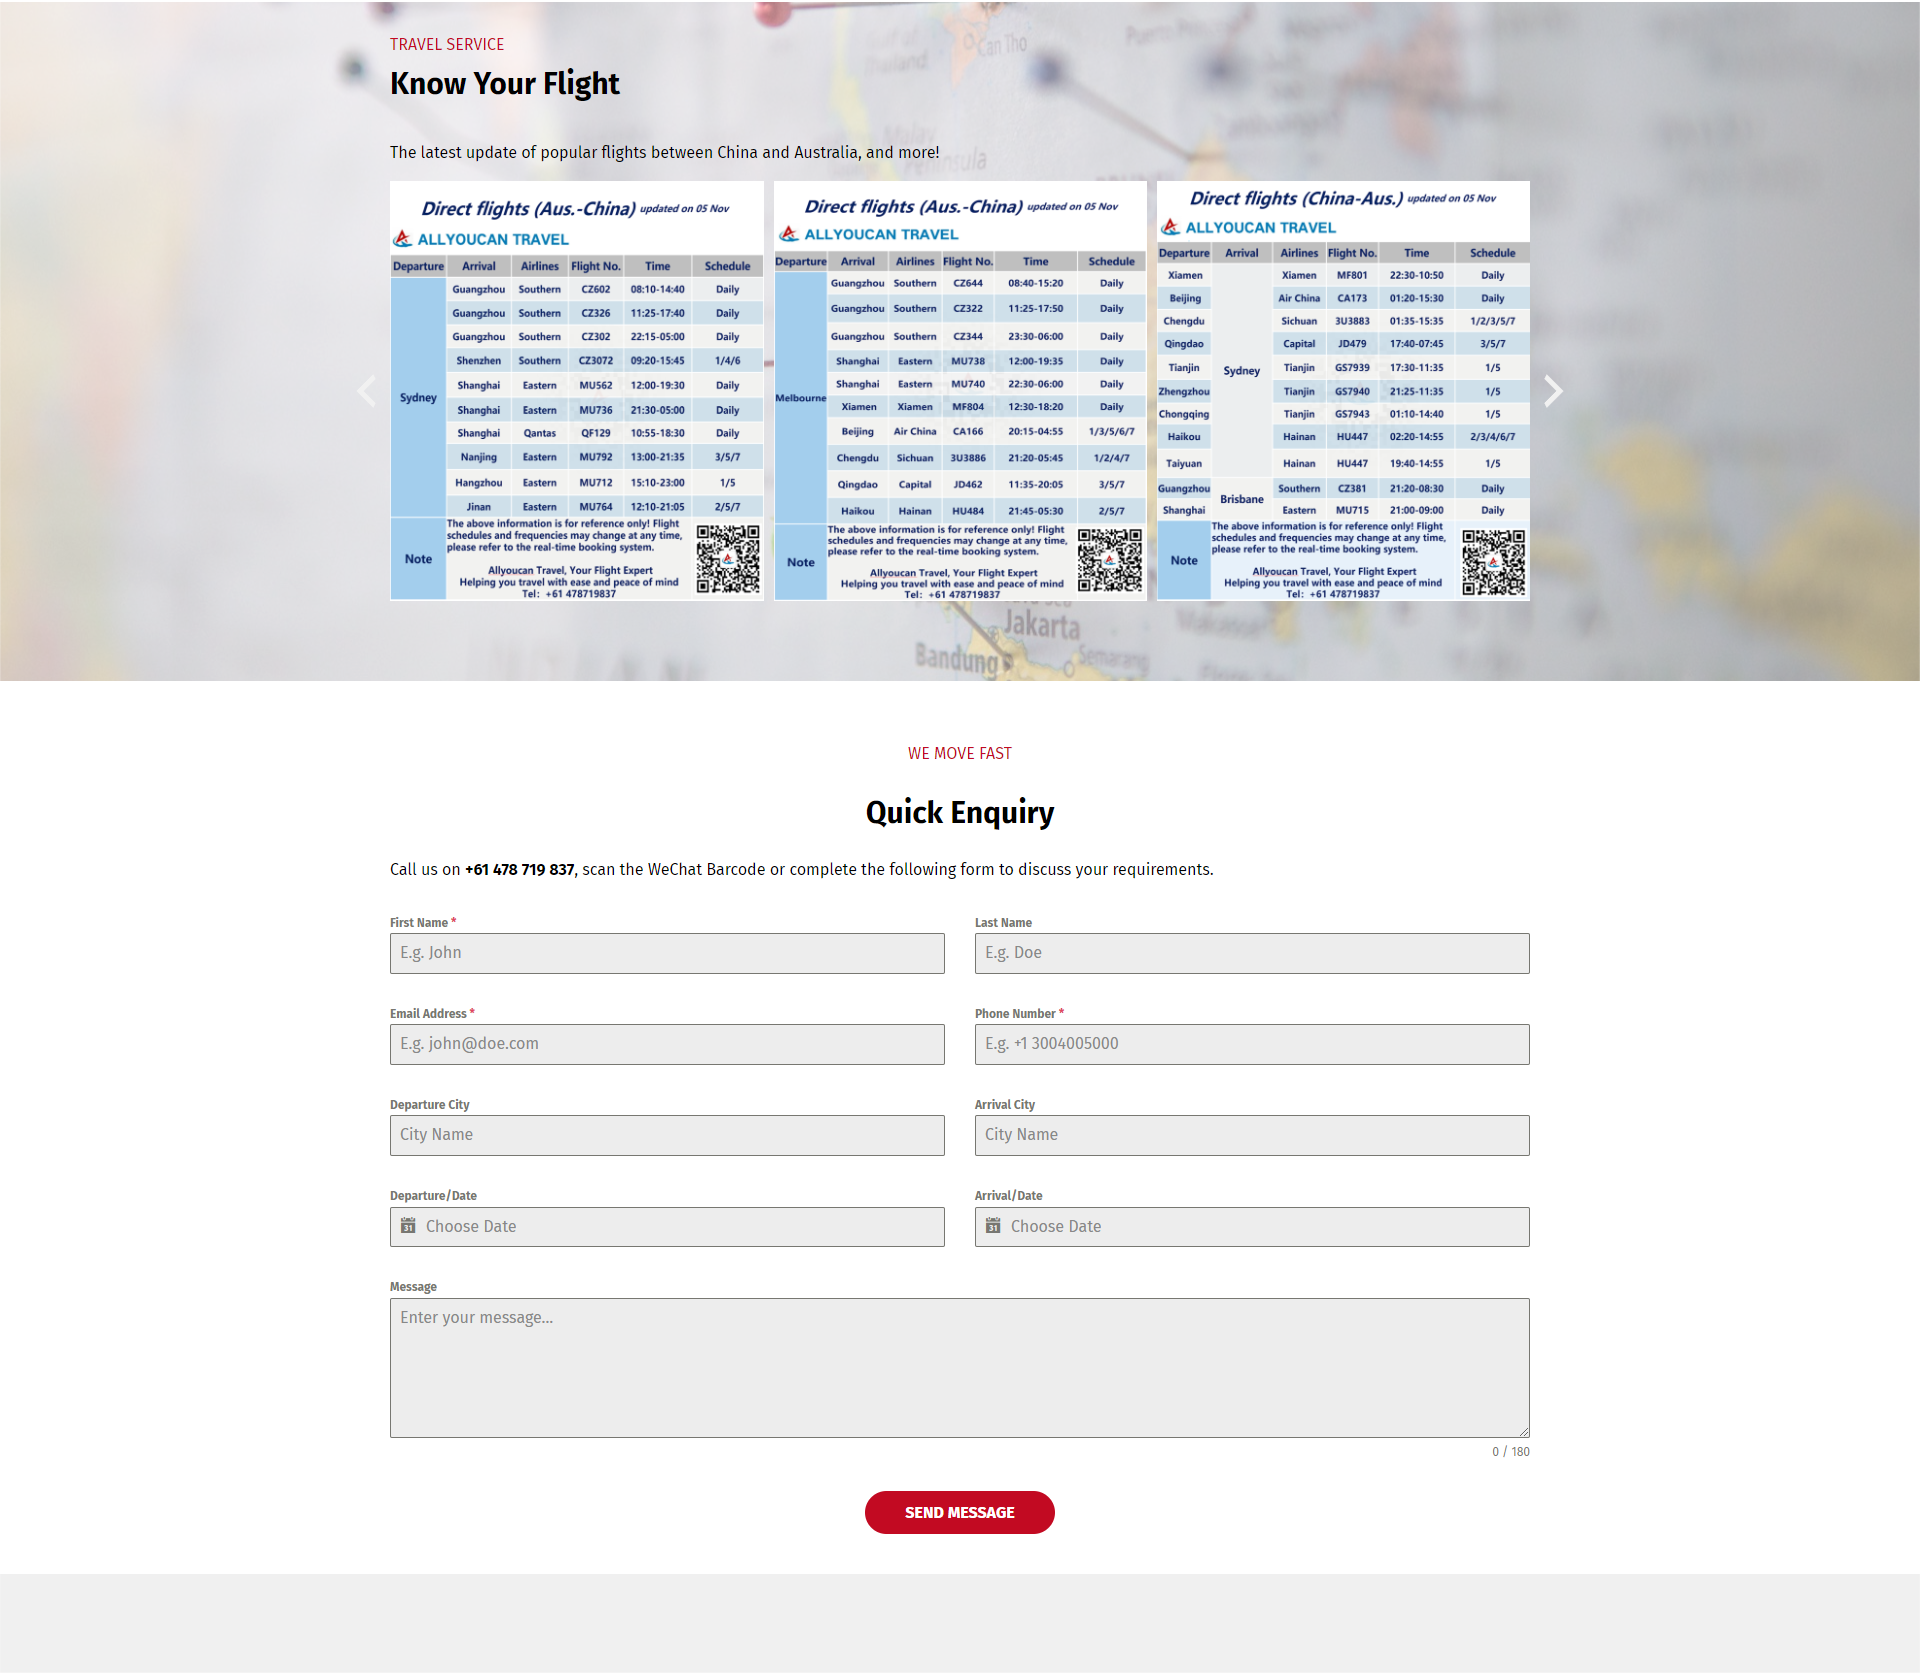 TRAVEL SERVICE
Know Your Flight
The latest update of popular flights between China and Australia, and more!
Direct flights (Aus.-China) updated on 05 Nov
ALLYOUCAN TRAVEL
Departure Arrival Airlines Flight No. Time Schedule
Guangzhou Southern CZ602 08:10-14:40 Daily
Guangzhou Southern CZ326 11:25-17:40 Daily
Guangzhou Southern CZ302 22:15-05:00 Daily
Shenzhen Southern CZ3072 09:20-15:45 1/4/6
Shanghai Eastern MU562 12:00-19:30 Daily
Sydney
Shanghai Eastern MU736 21:30-05:00 Daily
Shanghai Qantas QF129 10:55-18:30 Daily
Nanjing Eastern MU792 13:00-21:35 3/5/7
Hangzhou Eastern MU712 15:10-23:00 1/5
Jinan Eastern MU764 12:10-21:05 2/5/7
Note
The above information is for reference only! Flight
schedules and frequencies may change at any time,
please refer to the real-time booking system.
Allyoucan Travel, Your Flight Expert
Helping you travel with ease and peace of mind
Tel: +61 478719837
Direct flights (Aus.-China) updated on 05 Nov
ALLYOUCAN TRAVEL
Departure Arrival Airlines Flight No. Time Schedule
Guangzhou Southern CZ644 08:40-15:20 Daily
Guangzhou Southern CZ322 11:25-17:50 Daily
Guangzhou Southern CZ344 23:30-06:00 Daily
Shanghai Eastern MU738 12:00-19:35 Daily
Shanghai Eastern MU740 22:30-06:00 Daily
Melbourne
Xiamen Xiamen MF804 12:30-18:20 Daily
Beijing Air China CA166 20:15-04:55 1/3/5/6/7
Chengdu Sichuan 3U3886 21:20-05:45 1/2/4/7
Qingdao Capital JD462 11:35-20:05 3/5/7
Haikou Hainan HU484 21:45-05:30 2/5/7
Note
The above information is for reference only! Flight
schedules and frequencies may change at any time,
please refer to the real-time booking system.
Allyoucan Travel, Your Flight Expert
Helping you travel with ease and peace of mind
Tel: +61 478719837
Direct flights (China-Aus.) updated on 05 Nov
ALLYOUCAN TRAVEL
Departure Arrival Airlines Flight No. Time Schedule
Xiamen Xiamen MF801 22:30-10:50 Daily
Beijing Air China CA173 01:20-15:30 Daily
Chengdu Sichuan 3U3883 01:35-15:35 1/2/3/5/7
Qingdao Capital JD479 17:40-07:45 3/5/7
Tianjin Tianjin GS7939 17:30-11:35 1/5
Sydney
Zhengzhou Tianjin GS7940 21:25-11:35 1/5
Chongqing Tianjin GS7943 01:10-14:40 1/5
Haikou Hainan HU447 02:20-14:55 2/3/4/6/7
Taiyuan Hainan HU447 19:40-14:55 1/5
Guangzhou Southern CZ381 21:20-08:30 Daily
Brisbane
Shanghai Eastern MU715 21:00-09:00 Daily
Note
The above information is for reference only! Flight
schedules and frequencies may change at any time,
please refer to the real-time booking system.
Allyoucan Travel, Your Flight Expert
Helping you travel with ease and peace of mind
Tel: +61 478719837
Can Tho
Jakarta
Bandung
Semarang
WE MOVE FAST
Quick Enquiry
Call us on +61 478 719 837, scan the WeChat Barcode or complete the following form to discuss your requirements.
First Name *
E.g. John
Last Name
E.g. Doe
Email Address *
E.g. john@doe.com
Phone Number *
E.g. +1 3004005000
Departure City
City Name
Arrival City
City Name
Departure/Date
Choose Date
Arrival/Date
Choose Date
Message
Enter your message...
0 / 180
SEND MESSAGE